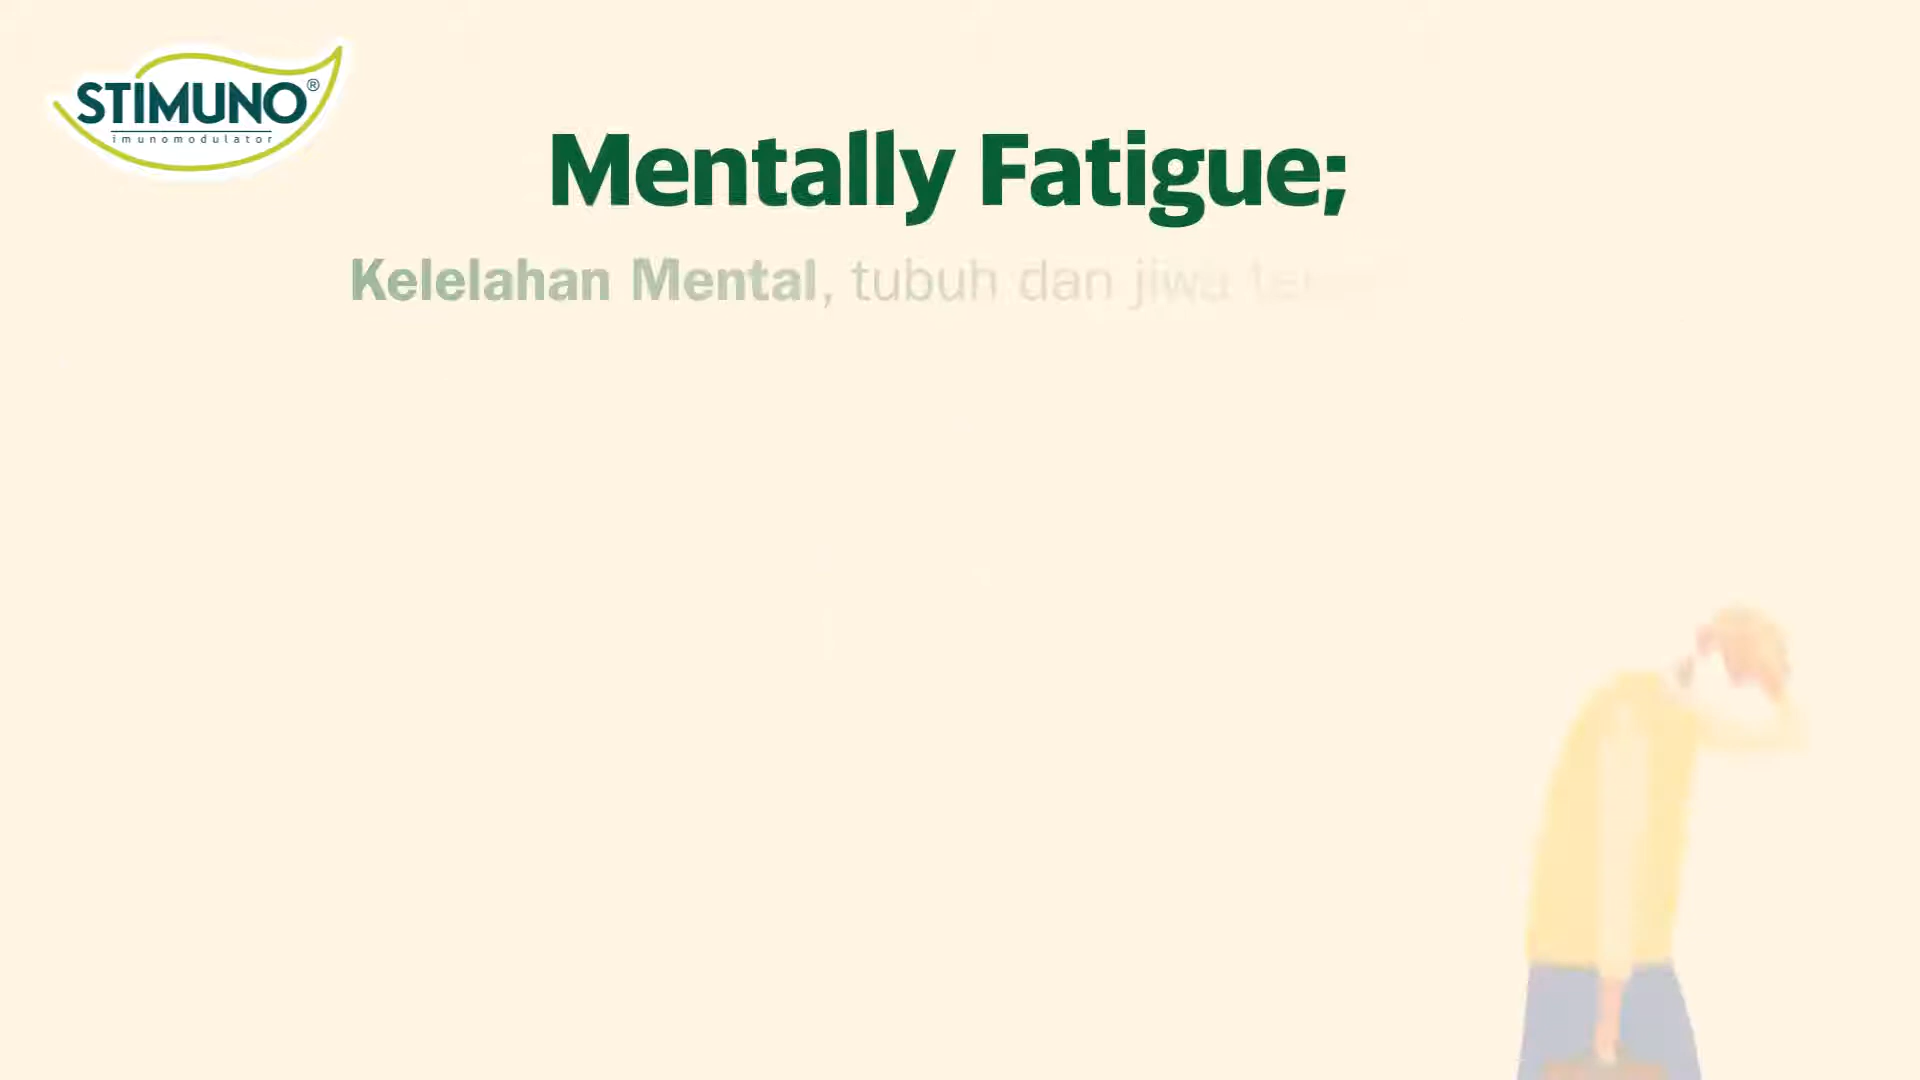 STIMUNO®
imunomodulator
Mentally Fatigue;
Kelelahan Mental, tubuh dan jiwa